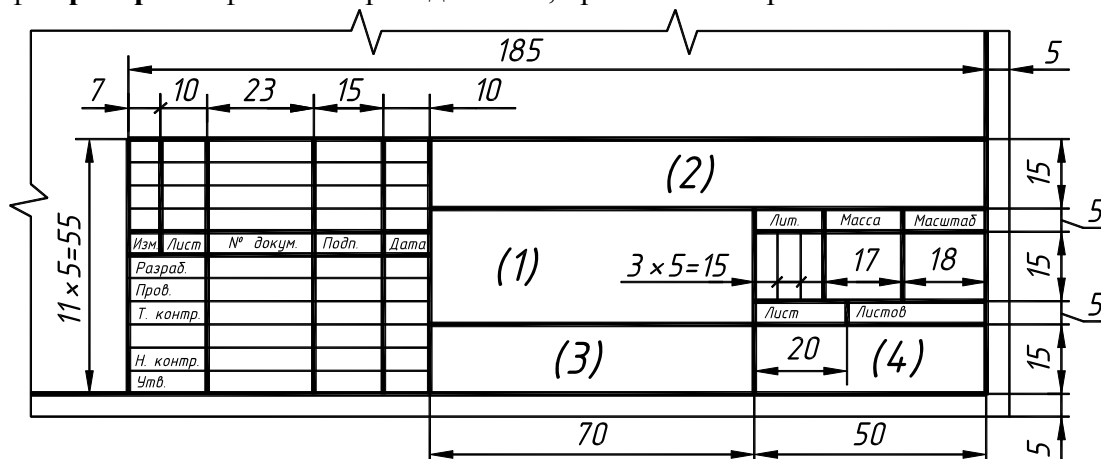 185 5
7 10 23 15 10
(2) 15
5
Лит. Масса Масштаб
Изм. Лист № докум. Подп. Дата
11×5=55
(1) 3×5=15 17 18 15
Разраб.
Пров.
Т. контр. Лист Листов 5
(3) 20 (4) 15
Н. контр.
Утв.
70 50 5